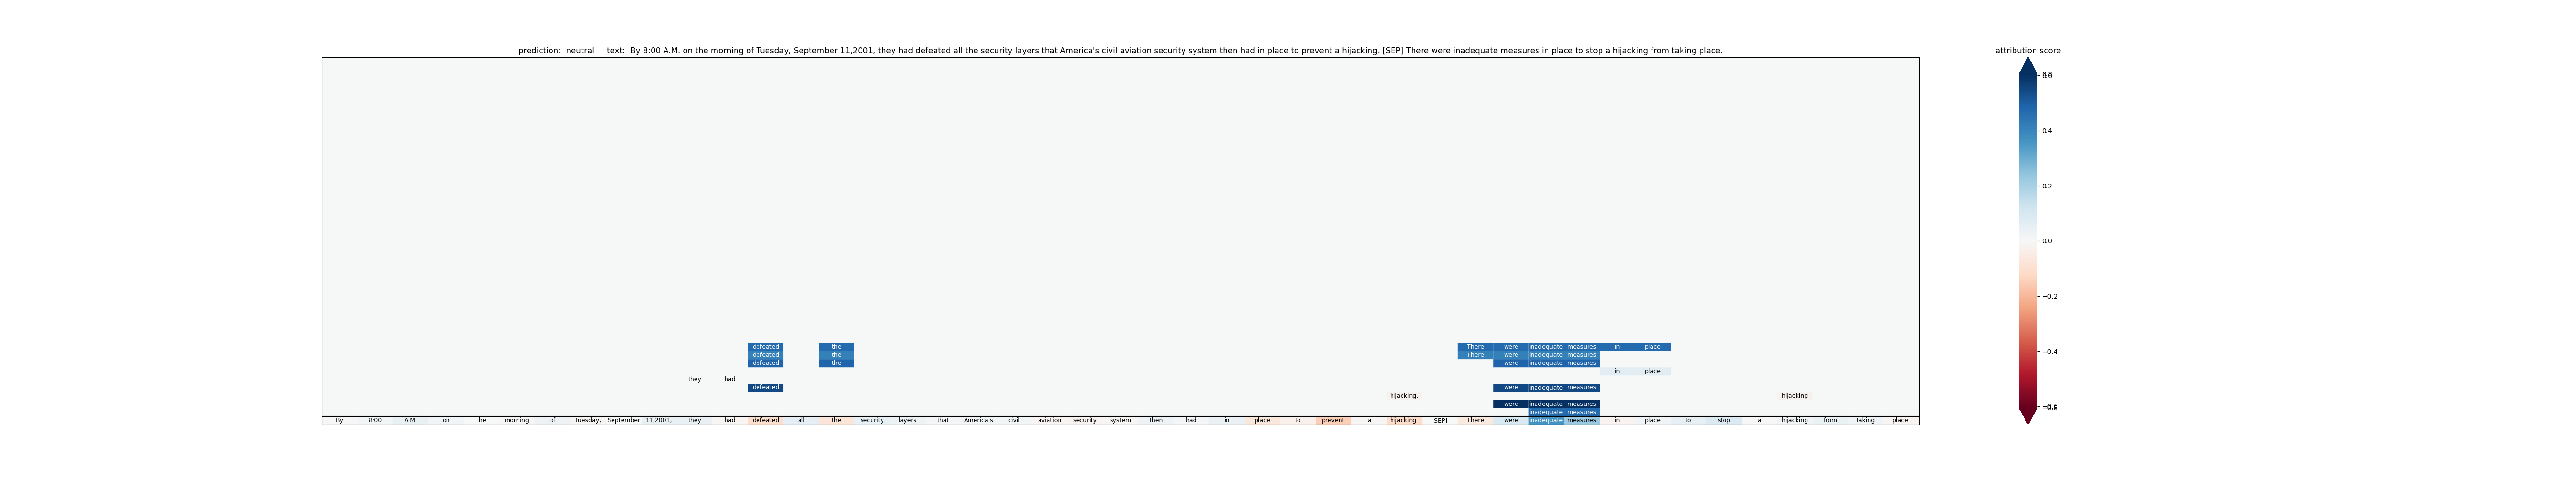 prediction: neutral text: By 8:00 A.M. on the morning of Tuesday, September 11,2001, they had defeated all the security layers that America's civil aviation security system then had in place to prevent a hijacking. [SEP] There were inadequate measures in place to stop a hijacking from taking place.
attribution score
0.4
0.2
0.0
−0.2
−0.4
defeated the There were inadequate measures in place
defeated the There were inadequate measures
defeated the were inadequate measures
in place
they had
defeated were inadequate measures
hijacking. hijacking
were inadequate measures
inadequate measures
By 8:00 A.M. on the morning of Tuesday, September 11,2001, they had defeated all the security layers that America's civil aviation security system then had in place to prevent a hijacking. [SEP] There were inadequate measures in place to stop a hijacking from taking place.